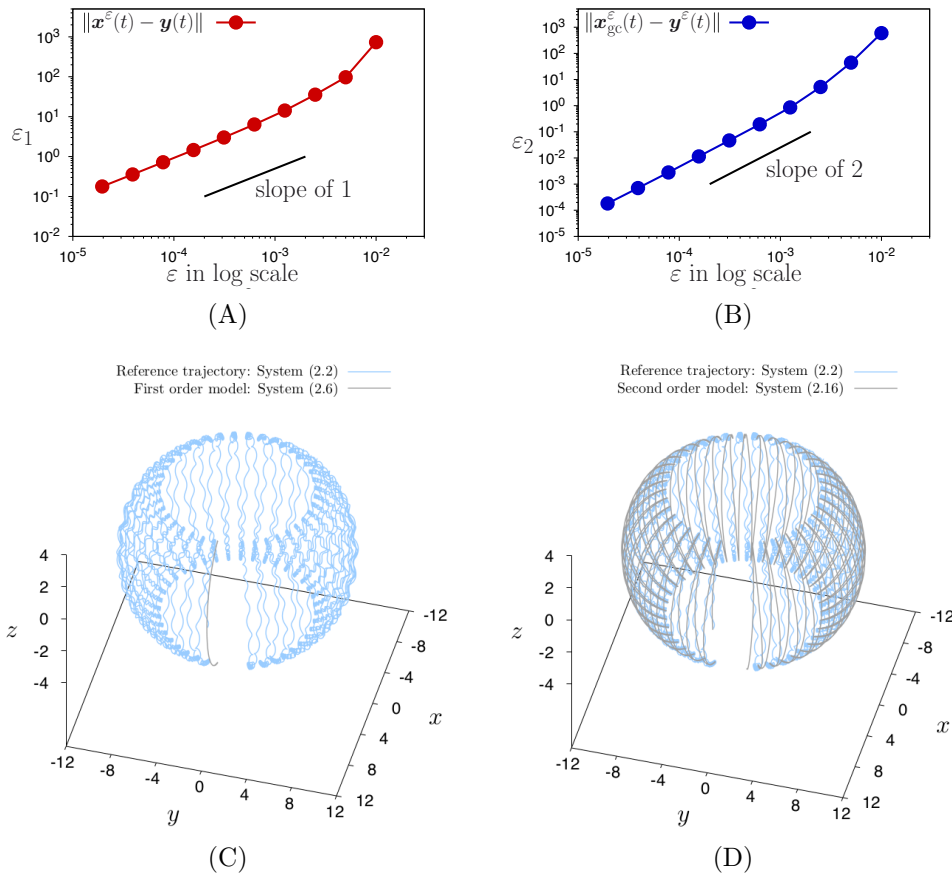 ‖x^ε(t) − y(t)‖
10^3
10^2
10^1
10^0
10^-1
10^-2
ε_1
slope of 1
10^-5
10^-4
10^-3
10^-2
ε in log scale
(A)
‖x^ε_gc(t) − y^ε(t)‖
10^3
10^2
10^1
10^0
10^-1
10^-2
10^-3
10^-4
10^-5
ε_2
slope of 2
10^-5
10^-4
10^-3
10^-2
ε in log scale
(B)
Reference trajectory: System (2.2)
First order model: System (2.6)
z
4
2
0
-2
-4
-12
-8
-4
0
4
8
12
y
-12
-8
-4
0
4
8
12
x
(C)
Reference trajectory: System (2.2)
Second order model: System (2.16)
z
4
2
0
-2
-4
-12
-8
-4
0
4
8
12
y
-12
-8
-4
0
4
8
12
x
(D)